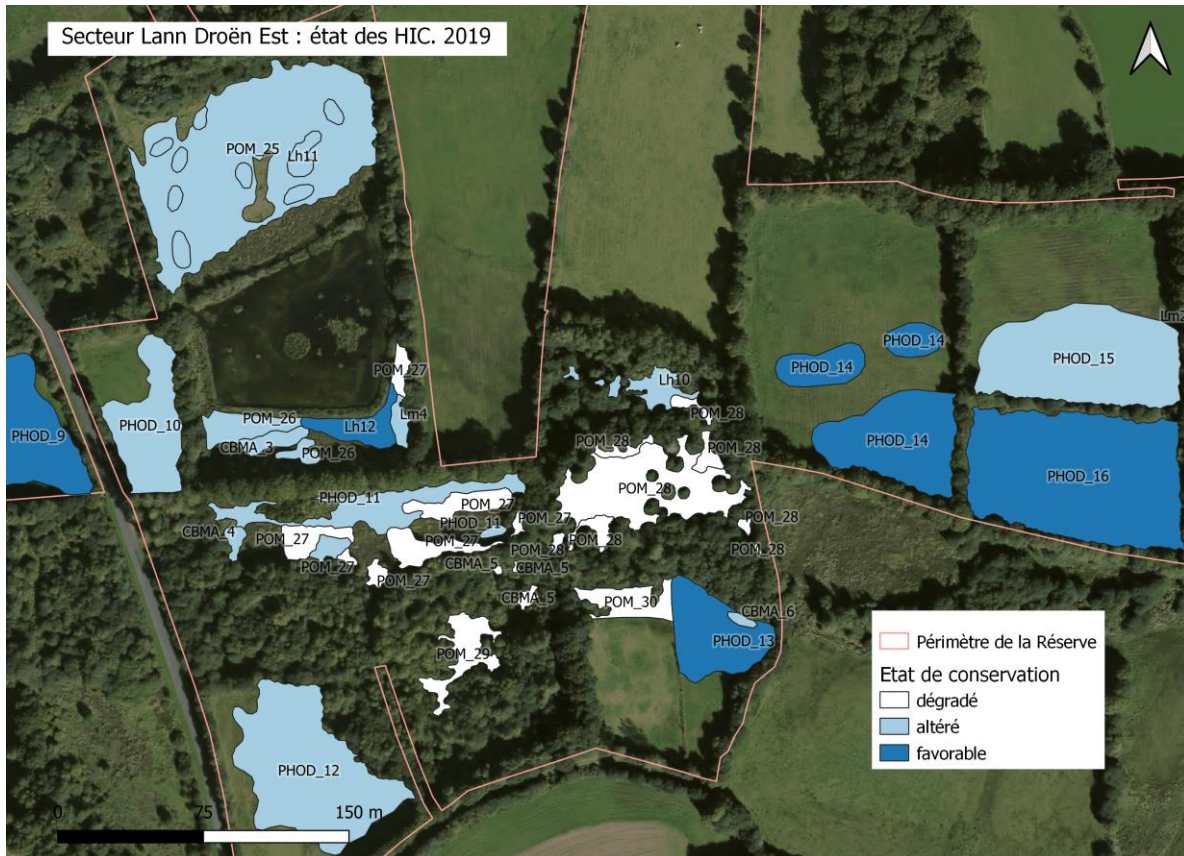 Secteur Lann Droën Est : état des HIC. 2019
POM_25
Lh11
PHOD_14
PHOD_14
PHOD_15
POM_27
Lh10
PHOD_9
PHOD_10
POM_26
Lh12
Lm4
POM_28
CBMA_3
POM_26
PHOD_14
PHOD_16
POM_28
POM_28
PHOD_11
POM_27
POM_28
CBMA_4
POM_27
PHOD_11
POM_27
POM_28
POM_27
POM_28
POM_28
POM_28
POM_27
CBMA_5
CBMA_5
POM_27
CBMA_5
POM_30
CBMA_6
PHOD_13
POM_29
PHOD_12
Périmètre de la Réserve
Etat de conservation
dégradé
altéré
favorable
0 75 150 m